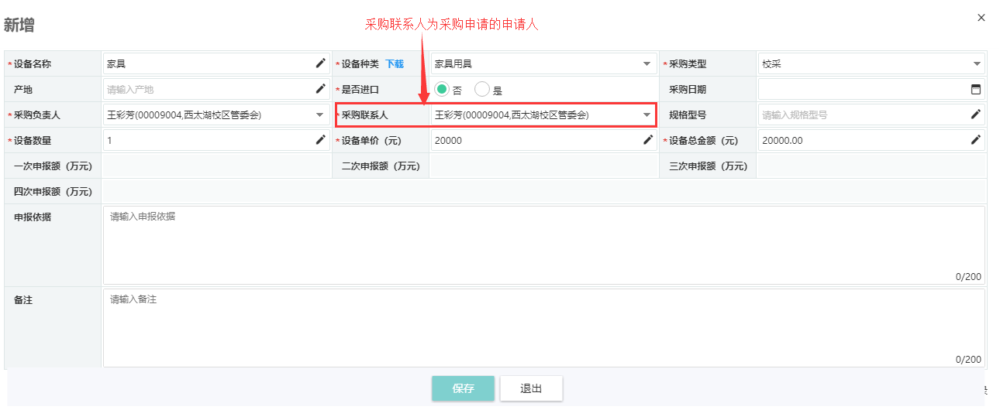 新增
采购联系人为采购申请的申请人
*设备名称 家具 *设备种类 下载 家具用具 *采购类型 校采
产地 请输入产地 *是否进口 否 是 采购日期
*采购负责人 王彩芳(00009004,西太湖校区管委会) *采购联系人 王彩芳(00009004,西太湖校区管委会) 规格型号 请输入规格型号
*设备数量 1 *设备单价（元） 20000 *设备总金额（元） 20000.00
一次申报额（万元） 二次申报额（万元） 三次申报额（万元）
四次申报额（万元）
申报依据 请输入申报依据
0/200
备注 请输入备注
0/200
保存 退出